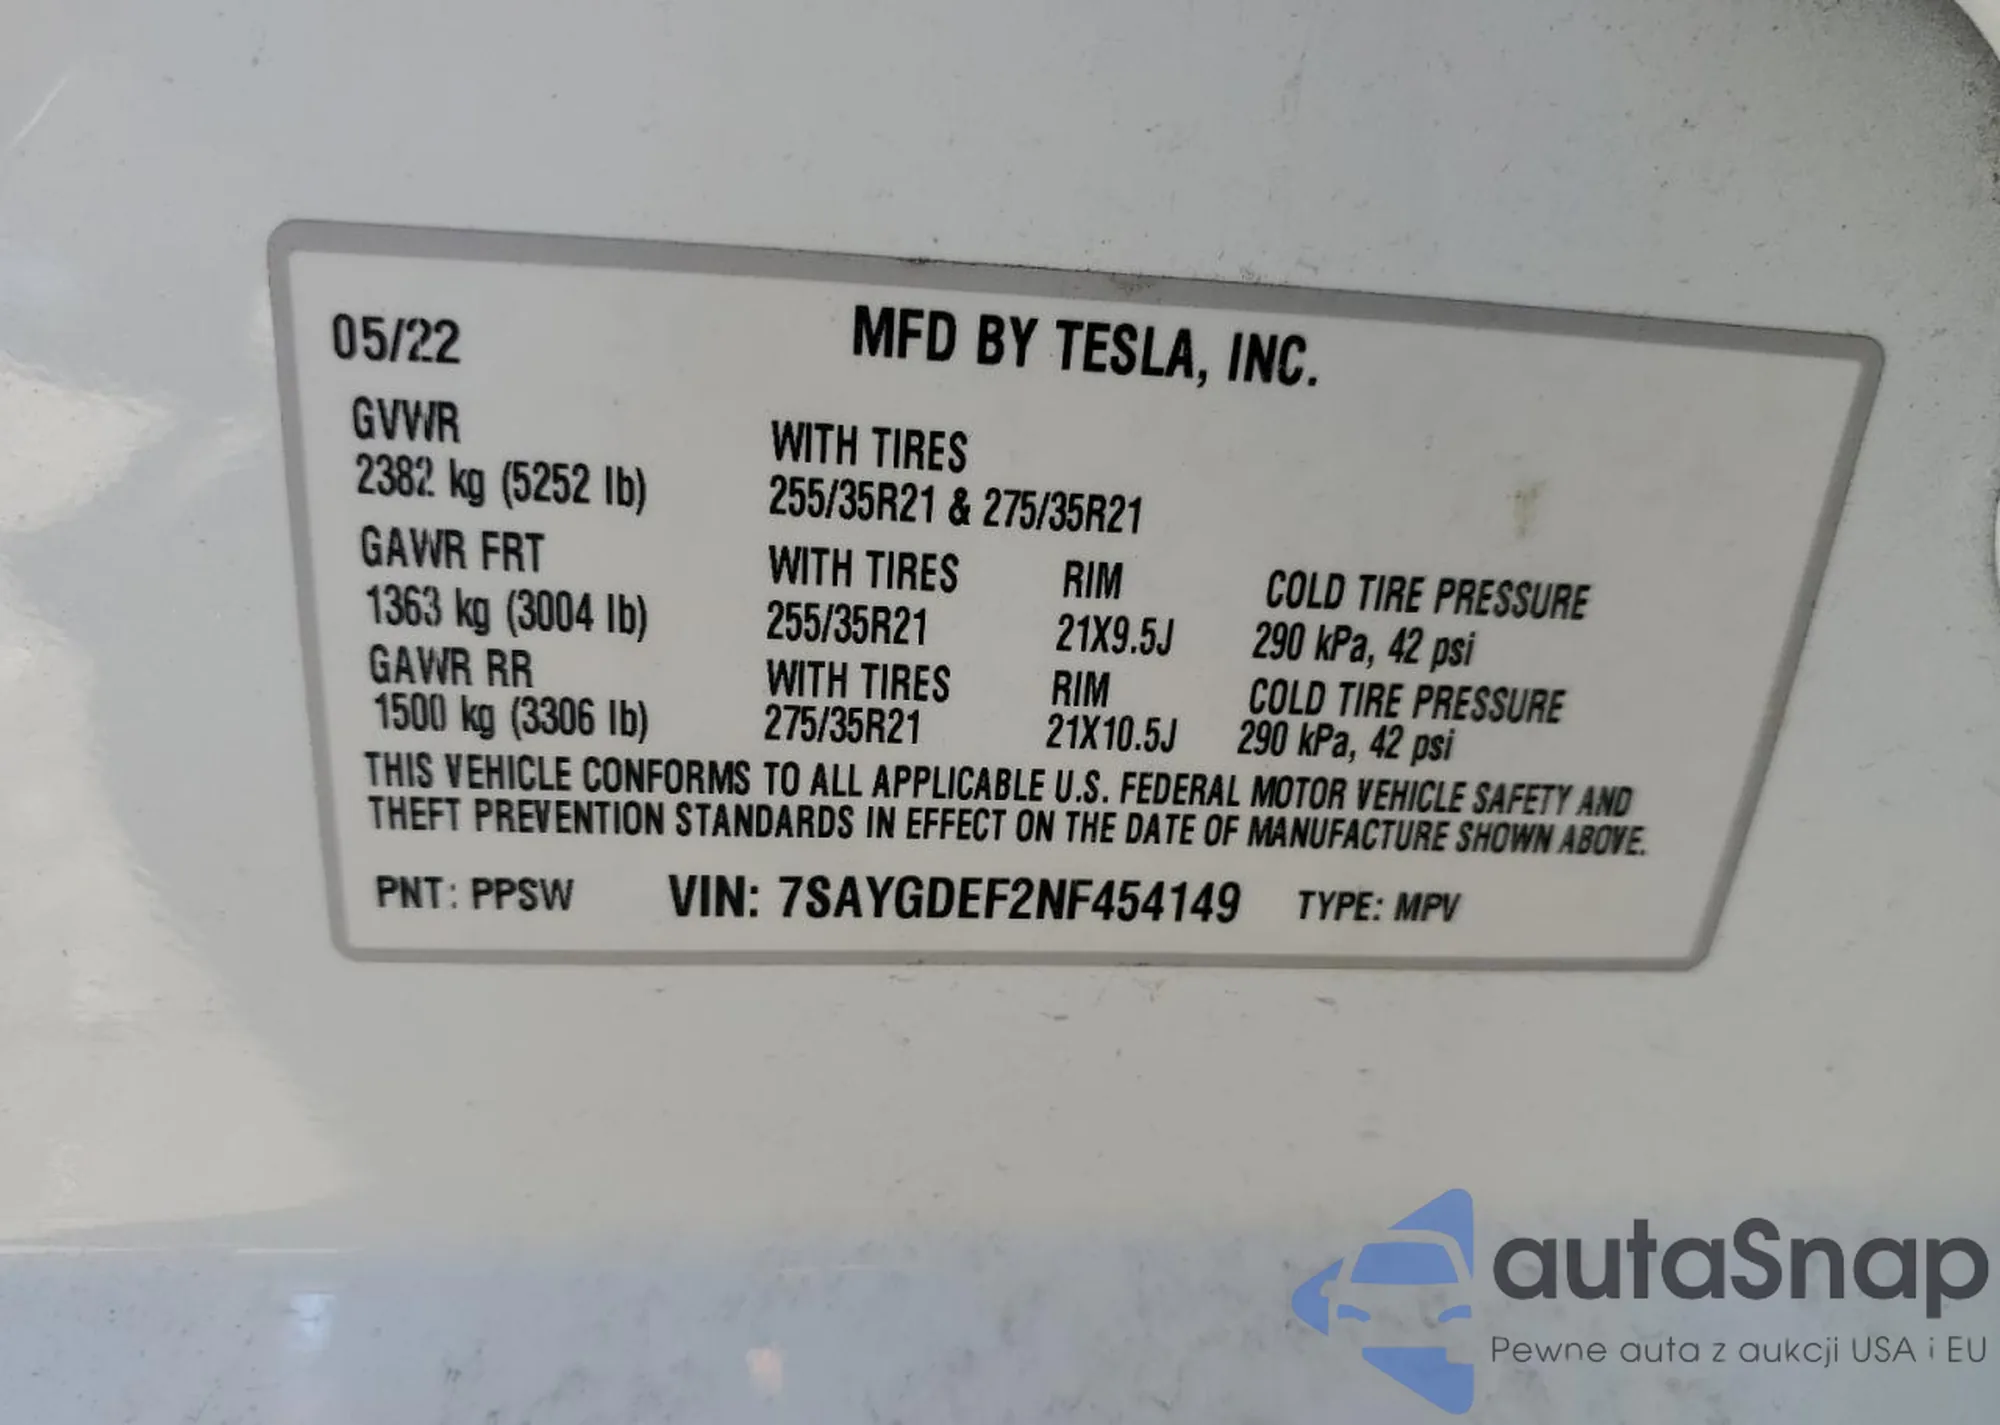 05/22 MFD BY TESLA, INC.
GVWR WITH TIRES
2382 kg (5252 lb) 255/35R21 & 275/35R21
GAWR FRT WITH TIRES RIM COLD TIRE PRESSURE
1363 kg (3004 lb) 255/35R21 21X9.5J 290 kPa, 42 psi
GAWR RR WITH TIRES RIM COLD TIRE PRESSURE
1500 kg (3306 lb) 275/35R21 21X10.5J 290 kPa, 42 psi
THIS VEHICLE CONFORMS TO ALL APPLICABLE U.S. FEDERAL MOTOR VEHICLE SAFETY AND
THEFT PREVENTION STANDARDS IN EFFECT ON THE DATE OF MANUFACTURE SHOWN ABOVE.
PNT: PPSW VIN: 7SAYGDEF2NF454149 TYPE: MPV
autaSnap
Pewne auta z aukcji USA i EU